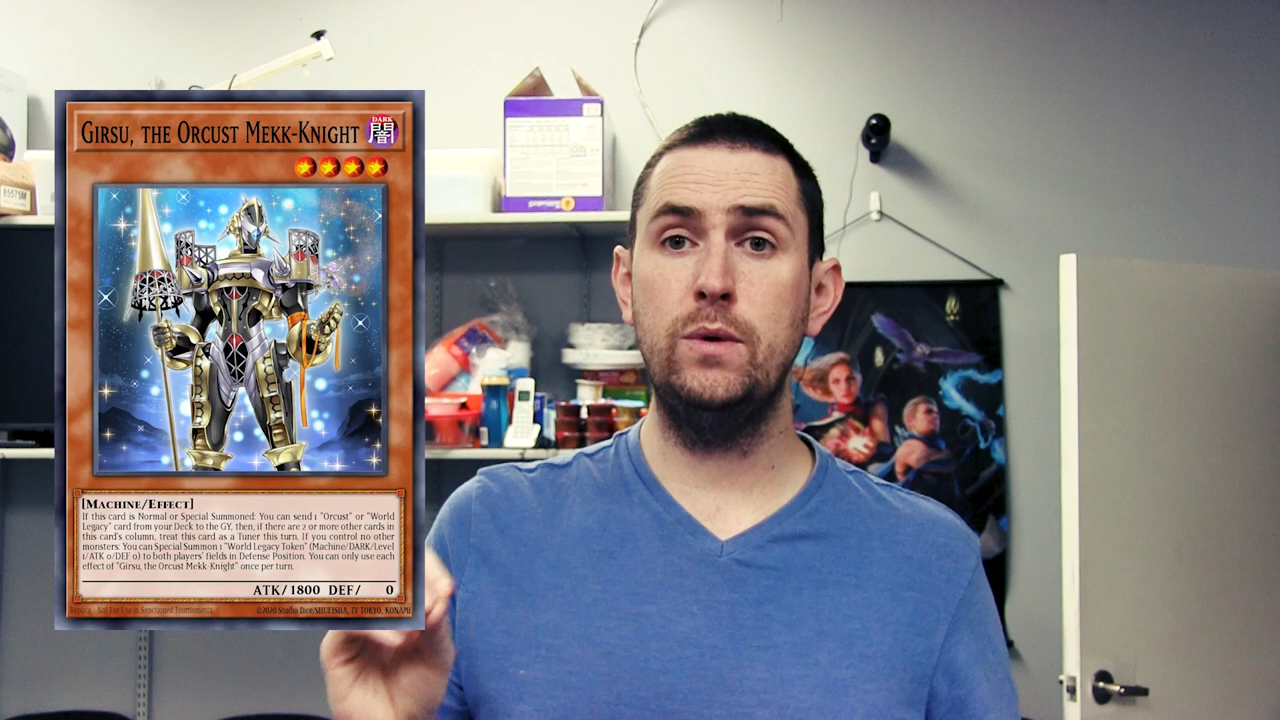 Girsu, the Orcust Mekk-Knight
DARK
闇
[Machine/Effect]
If this card is Normal or Special Summoned: You can send 1 "Orcust" or "World
Legacy" card from your Deck to the GY, then, if there are 2 or more other cards in
this card's column, treat this card as a Tuner this turn. If you control no other
monsters: You can Special Summon 1 "World Legacy Token" (Machine/DARK/Level
1/ATK 0/DEF 0) to both players' fields in Defense Position. You can only use each
effect of "Girsu, the Orcust Mekk-Knight" once per turn.
ATK/1800 DEF/ 0
Replica - Not For Use in Sanctioned Tournaments
©2020 Studio Dice/SHUEISHA, TV TOKYO, KONAMI